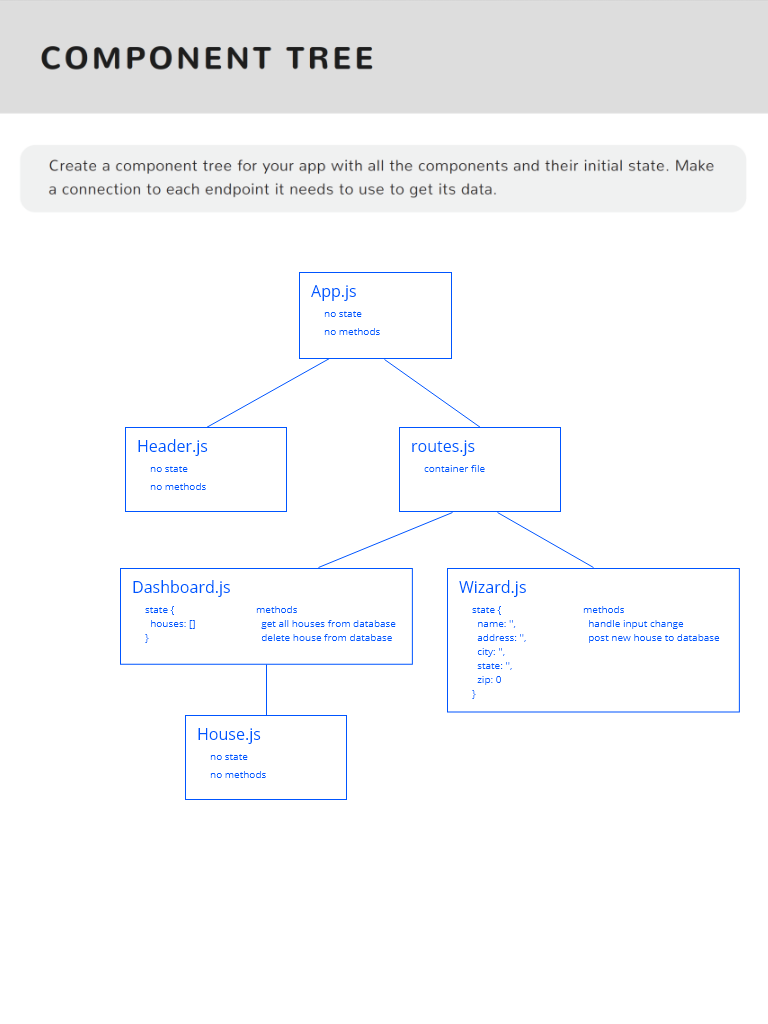 COMPONENT TREE
Create a component tree for your app with all the components and their initial state. Make
a connection to each endpoint it needs to use to get its data.
App.js
no state
no methods
Header.js
no state
no methods
routes.js
container file
Dashboard.js
state {
houses: []
}
methods
get all houses from database
delete house from database
Wizard.js
state {
name: '',
address: '',
city: '',
state: '',
zip: 0
}
methods
handle input change
post new house to database
House.js
no state
no methods